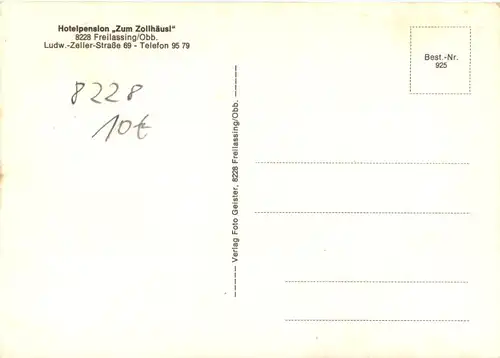 Hotelpension „Zum Zollhäusl"
8228 Freilassing/Obb.
Ludw.-Zeller-Straße 69 - Telefon 95 79
8228
10€
Best.-Nr.
925
Verlag Foto Geister, 8228 Freilassing/Obb.